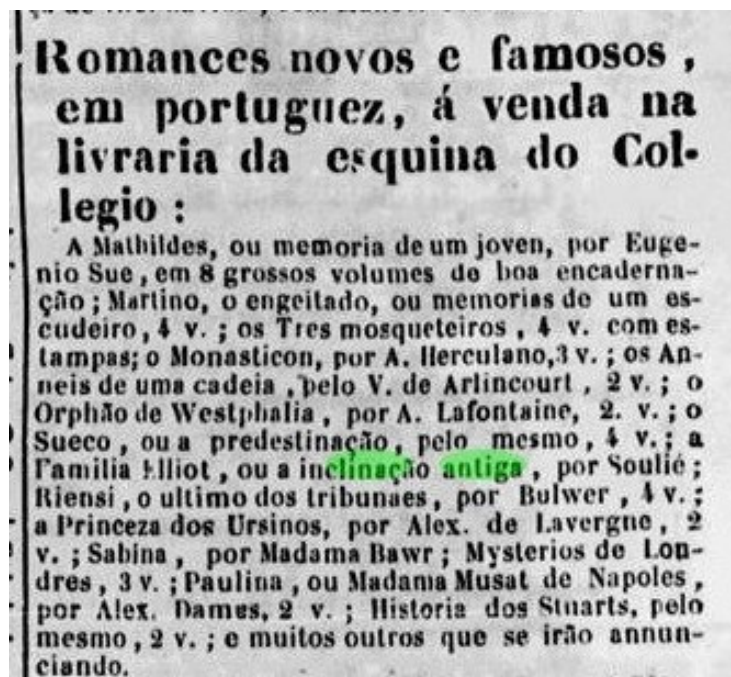 Romances novos e famosos,
em portuguez, á venda na
livraria da esquina do Col-
legio :
A Mathildes, ou memoria de um joven, por Euge-
nio Sue, em 8 grossos volumes de boa encaderna-
ção ; Martino, o engeitado, ou memorias de um es-
cudeiro, 4 v. ; os Tres mosqueteiros, 4 v. com es-
tampas; o Monasticon, por A. Herculano, 3 v. ; os An-
neis de uma cadeia, pelo V. de Arlincourt, 2 v. ; o
Orphão de Westphalia, por A. Lafontaine, 2. v. ; o
Sueco, ou a predestinação, pelo mesmo, 4 v. ; a
Familia Elliot, ou a inclinação antiga, por Soulié ;
Riensi, o ultimo dos tribunaes, por Bulwer, 4 v. ;
a Princeza dos Ursinos, por Alex. de Lavergne, 2
v. ; Sabina, por Madama Bawr ; Mysterios de Lon-
dres, 3 v. ; Paulina, ou Madama Musat de Napoles,
por Alex. Dames, 2 v. ; Historia dos Stuarts, pelo
mesmo, 2 v. ; e muitos outros que se irão annun-
ciando.